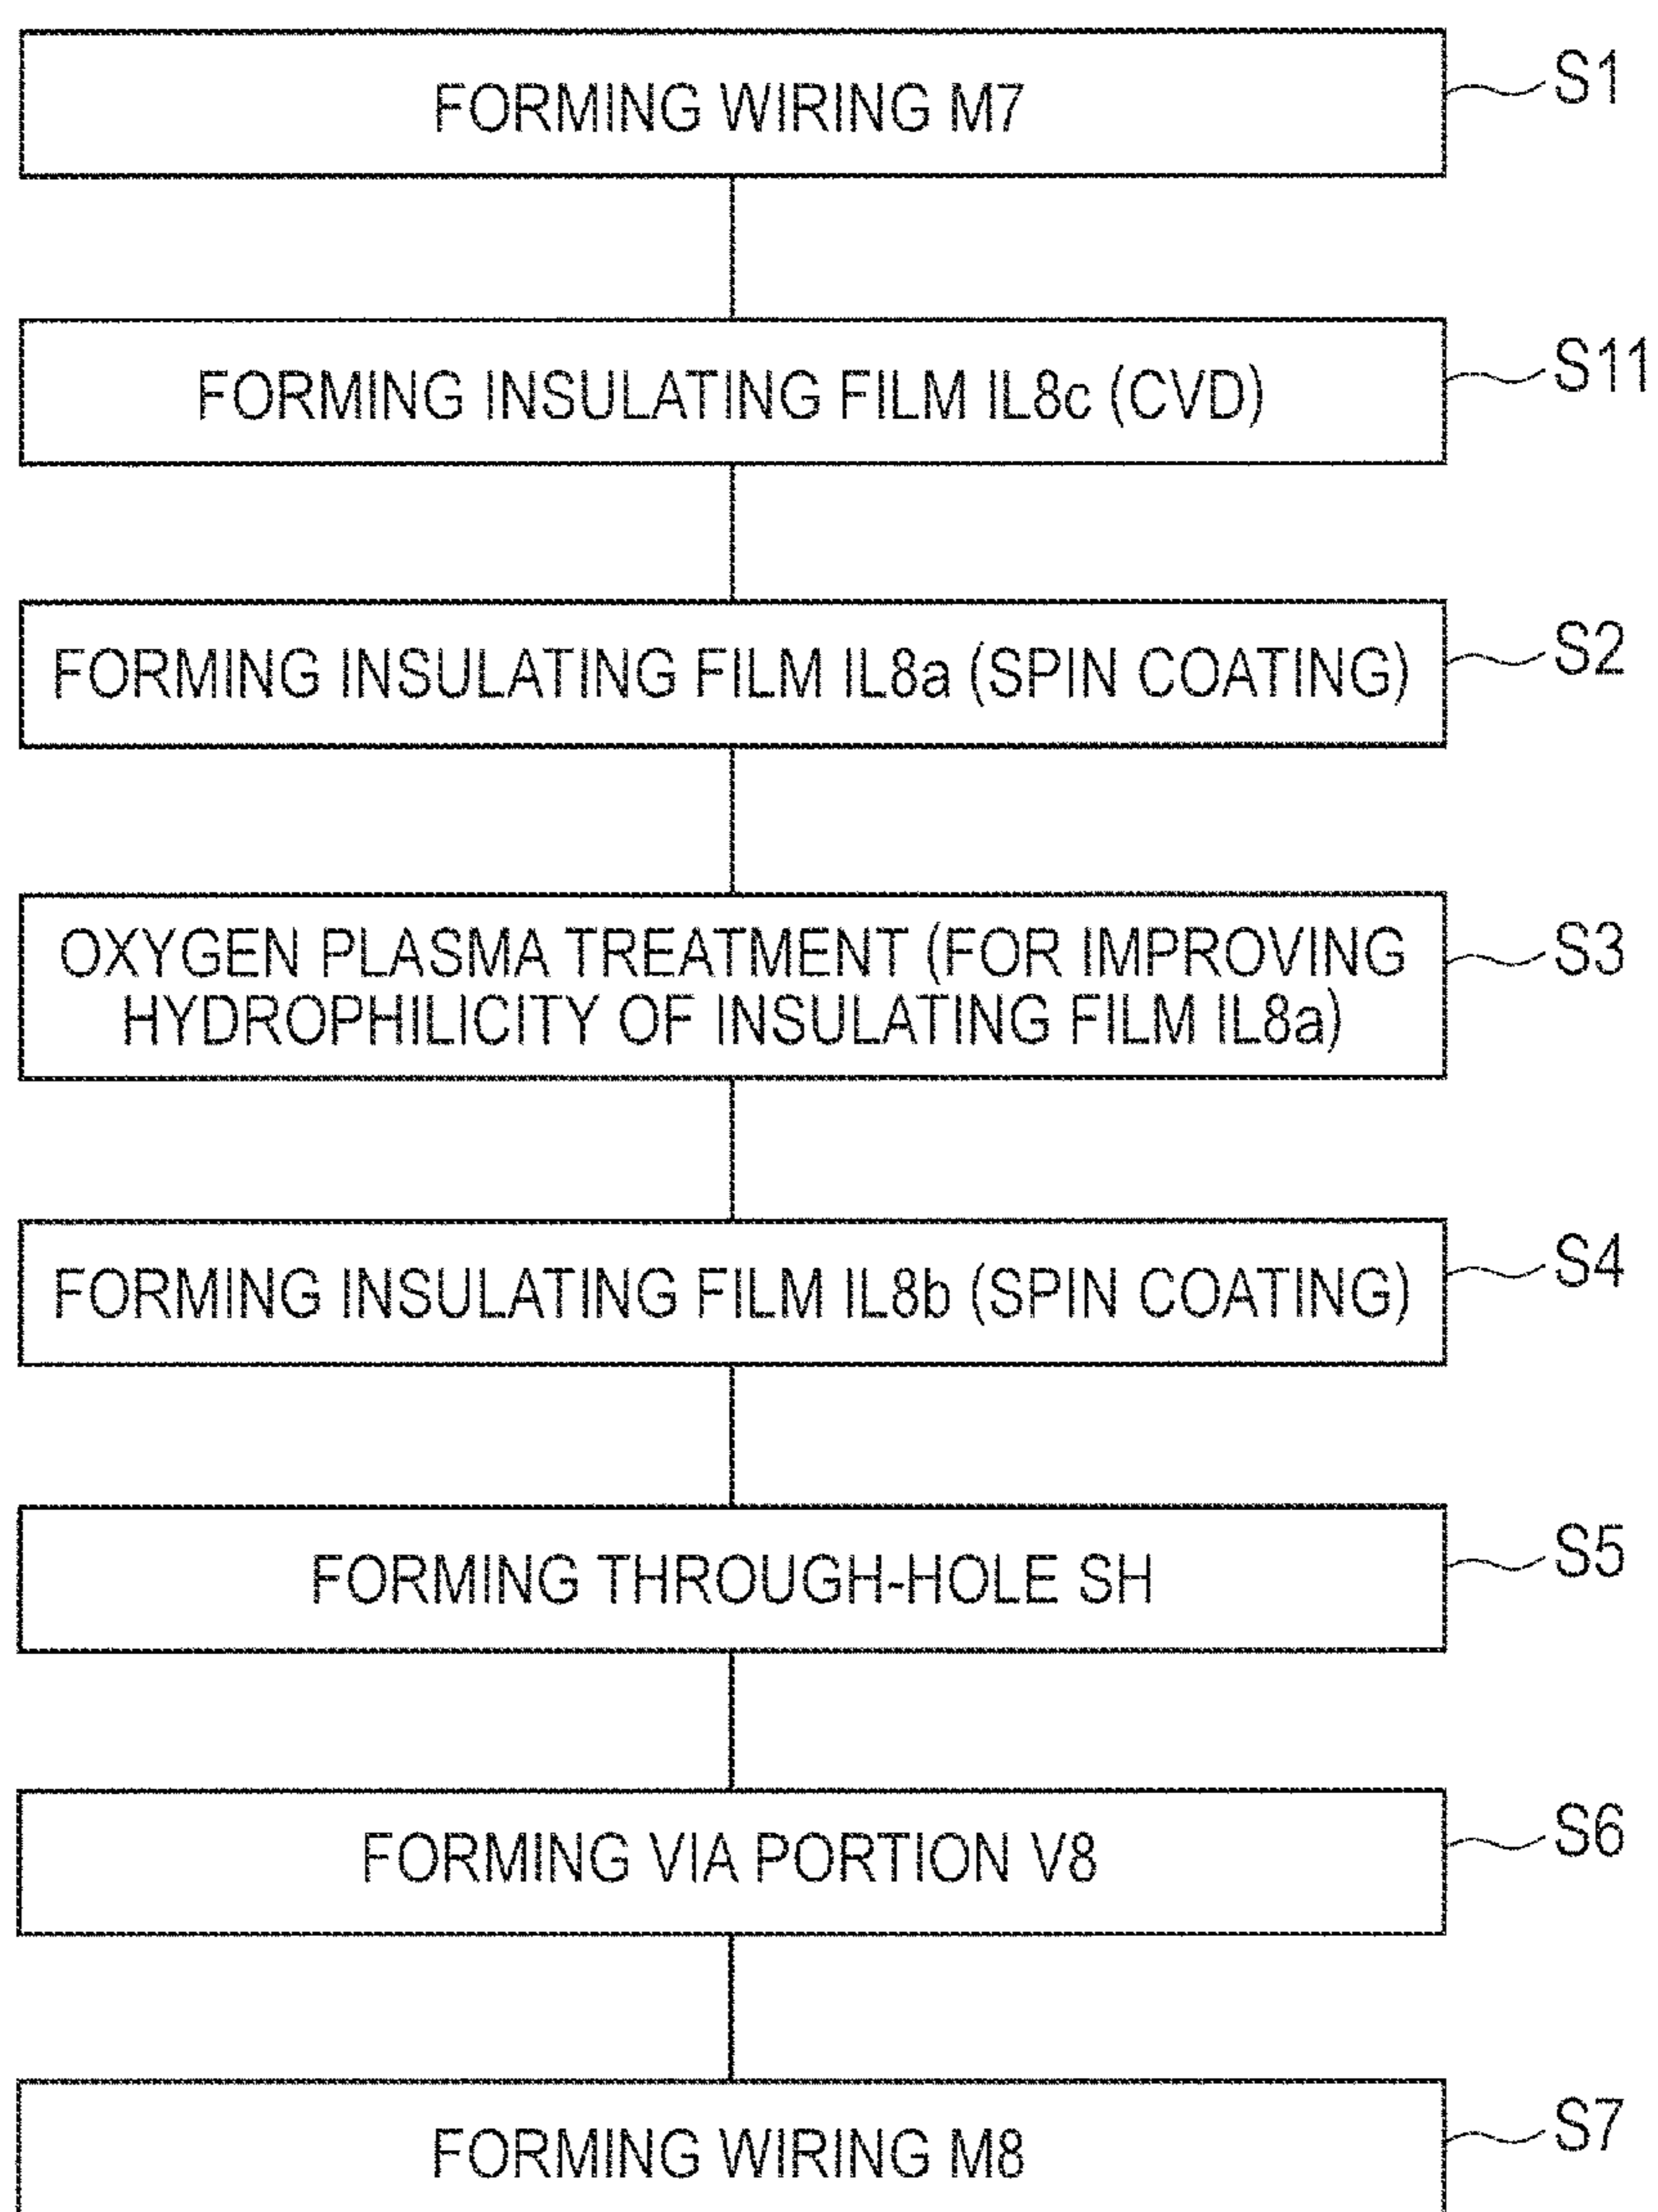 FORMING WIRING M7
S1
FORMING INSULATING FILM IL8c (CVD)
S11
FORMING INSULATING FILM IL8a (SPIN COATING)
S2
OXYGEN PLASMA TREATMENT (FOR IMPROVING
HYDROPHILICITY OF INSULATING FILM IL8a)
S3
FORMING INSULATING FILM IL8b (SPIN COATING)
S4
FORMING THROUGH-HOLE SH
S5
FORMING VIA PORTION V8
S6
FORMING WIRING M8
S7